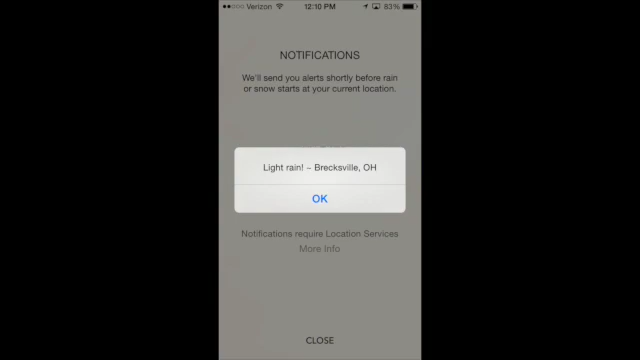 Verizon 12:10 PM 83%
NOTIFICATIONS
We'll send you alerts shortly before rain
or snow starts at your current location.
Light rain! ~ Brecksville, OH
OK
Notifications require Location Services
More Info
CLOSE